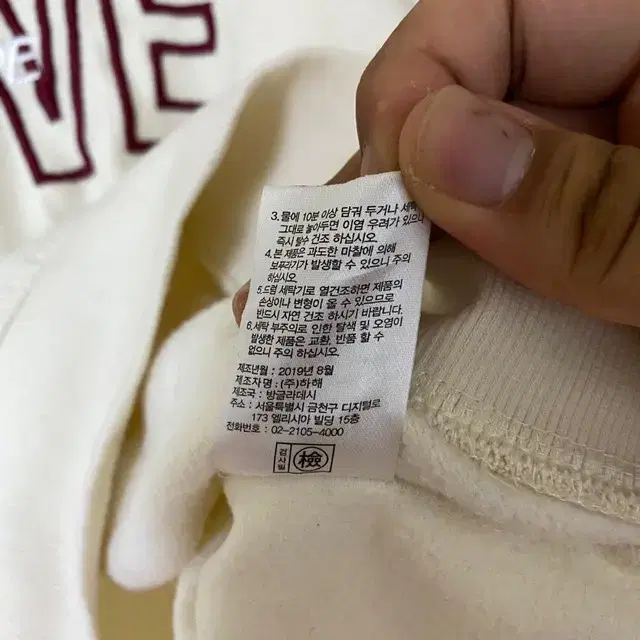 VE
3. 물에 10분 이상 담궈 두거나 세탁
그대로 놓아두면 이염 우려가 있으니
즉시 탈수 건조 하십시오.
4. 본 제품은 과도한 마찰에 의해
보푸라기가 발생할 수 있으니 주의
하십시오.
5. 드럼 세탁기로 열건조하면 제품의
손상이나 변형이 올 수 있으므로
반드시 자연 건조 하시기 바랍니다.
6. 세탁 부주의로 인한 탈색 및 오염이
발생한 제품은 교환, 반품 할 수
없으니 주의 하십시오.
제조년월 : 2019년 8월
제조자명 : (주)하해
제조국 : 방글라데시
주소 : 서울특별시 금천구 디지털로
173 엘리시아 빌딩 15층
전화번호 : 02-2105-4000
검사필 檢